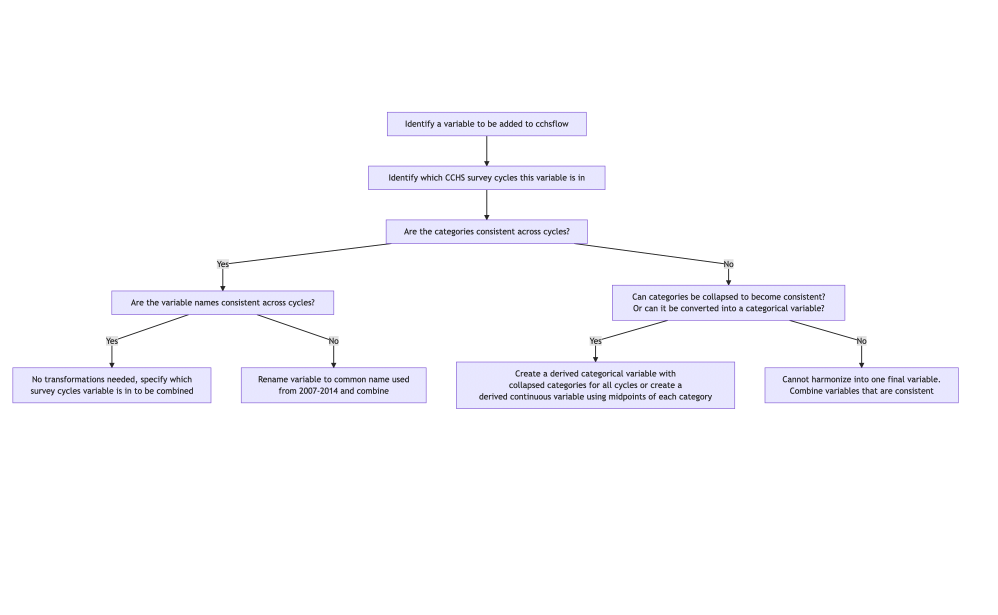 Identify a variable to be added to cchsflow
Identify which CCHS survey cycles this variable is in
Are the categories consistent across cycles?
Yes
No
Are the variable names consistent across cycles?
Can categories be collapsed to become consistent?
Or can it be converted into a categorical variable?
Yes
No
Yes
No
No transformations needed, specify which
survey cycles variable is in to be combined
Rename variable to common name used
from 2007-2014 and combine
Create a derived categorical variable with
collapsed categories for all cycles or create a
derived continuous variable using midpoints of each category
Cannot harmonize into one final variable.
Combine variables that are consistent